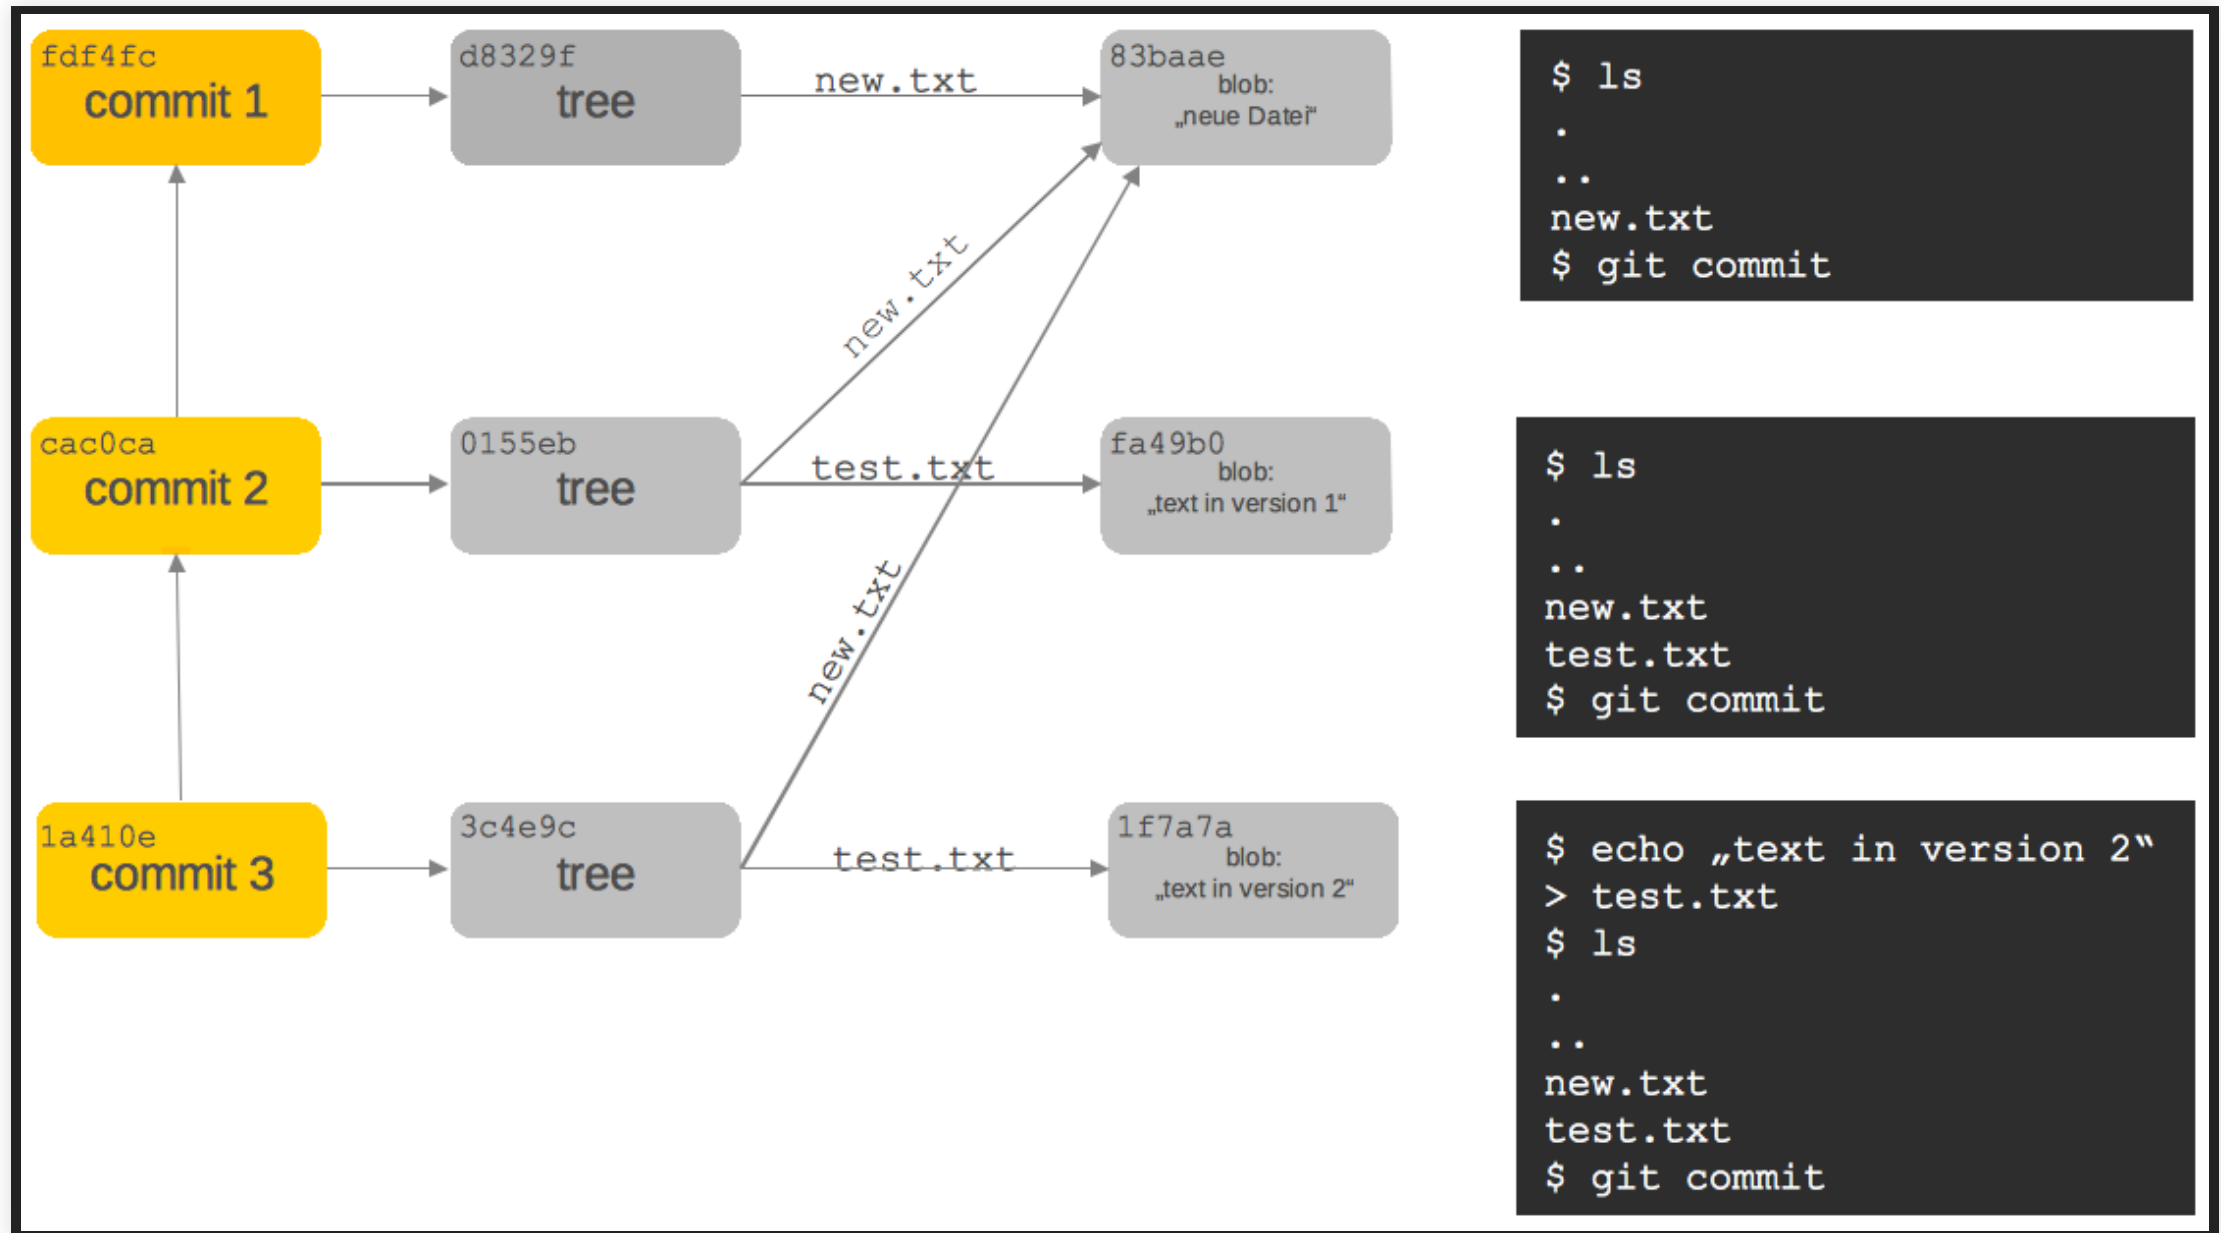 fdf4fc
commit 1
d8329f
tree
new.txt
83baae
blob:
„neue Datei“
$ ls
.
..
new.txt
$ git commit
new.txt
cac0ca
commit 2
0155eb
tree
test.txt
fa49b0
blob:
„text in version 1“
$ ls
.
..
new.txt
test.txt
$ git commit
new.txt
1a410e
commit 3
3c4e9c
tree
test.txt
1f7a7a
blob:
„text in version 2“
$ echo „text in version 2“
> test.txt
$ ls
.
..
new.txt
test.txt
$ git commit